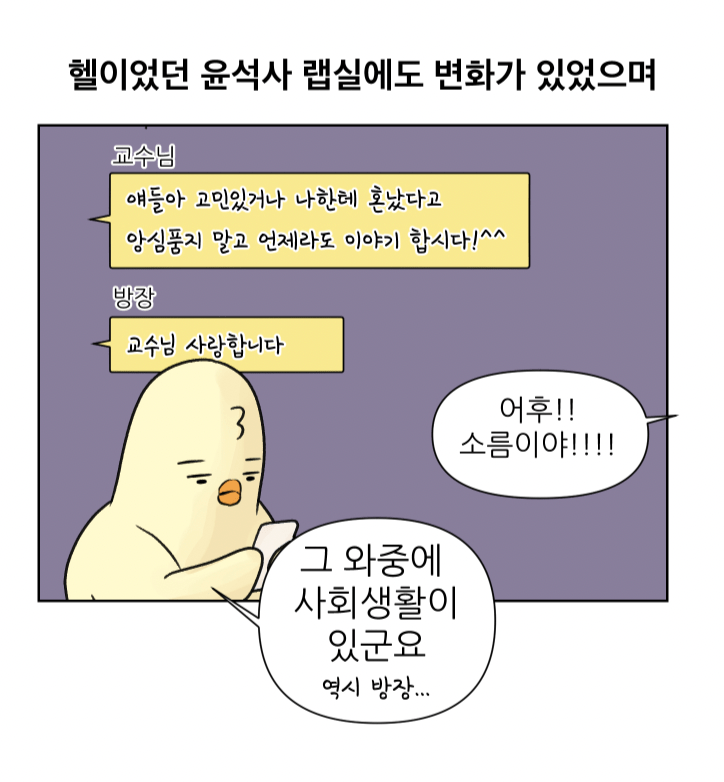 헬이었던 윤석사 랩실에도 변화가 있었으며
교수님
얘들아 고민있거나 나한테 혼났다고
앙심품지 말고 언제라도 이야기 합시다!^^
방장
교수님 사랑합니다
어후!!
소름이야!!!!
그 와중에
사회생활이
있군요
역시 방장...